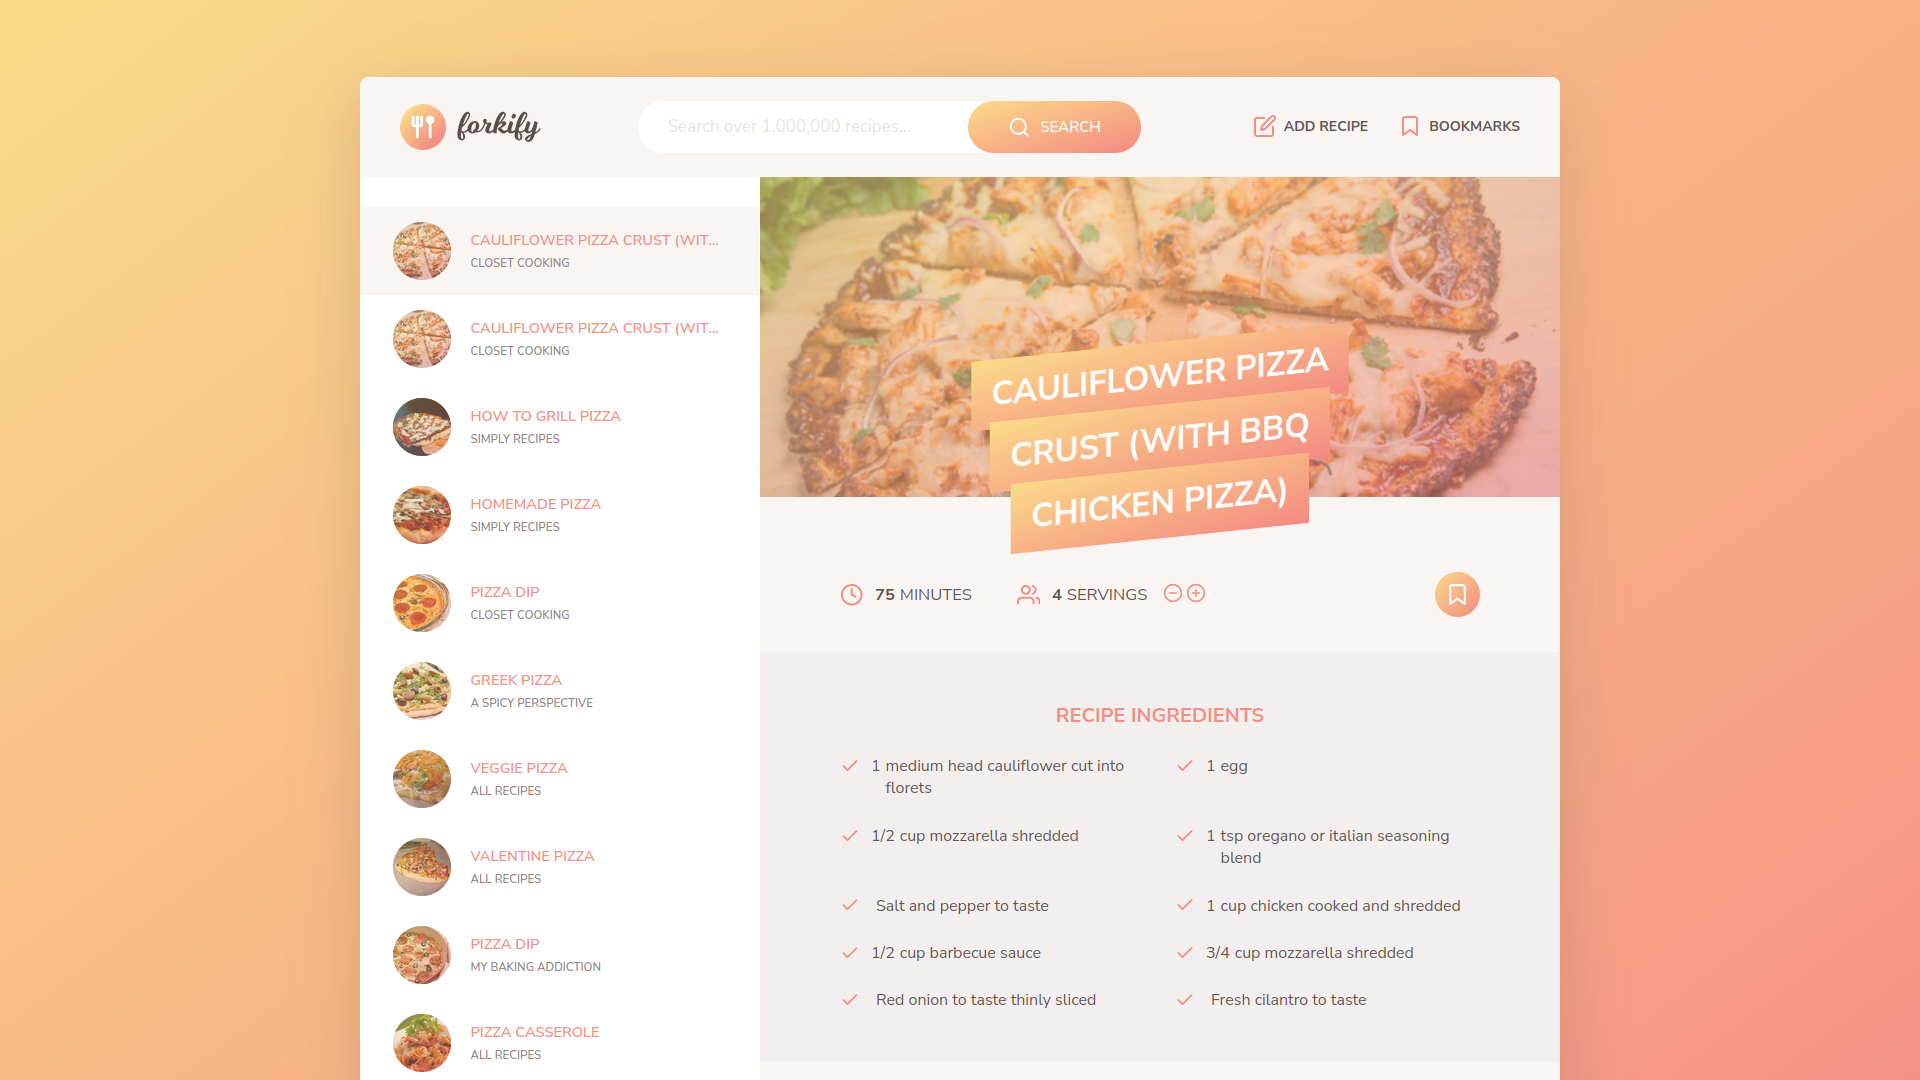 forkify
Search over 1,000,000 recipes...
SEARCH
ADD RECIPE
BOOKMARKS
CAULIFLOWER PIZZA CRUST (WIT...
CLOSET COOKING
CAULIFLOWER PIZZA CRUST (WIT...
CLOSET COOKING
HOW TO GRILL PIZZA
SIMPLY RECIPES
HOMEMADE PIZZA
SIMPLY RECIPES
PIZZA DIP
CLOSET COOKING
GREEK PIZZA
A SPICY PERSPECTIVE
VEGGIE PIZZA
ALL RECIPES
VALENTINE PIZZA
ALL RECIPES
PIZZA DIP
MY BAKING ADDICTION
PIZZA CASSEROLE
ALL RECIPES
CAULIFLOWER PIZZA
CRUST (WITH BBQ
CHICKEN PIZZA)
75 MINUTES
4 SERVINGS
RECIPE INGREDIENTS
1 medium head cauliflower cut into
florets
1 egg
1/2 cup mozzarella shredded
1 tsp oregano or italian seasoning
blend
Salt and pepper to taste
1 cup chicken cooked and shredded
1/2 cup barbecue sauce
3/4 cup mozzarella shredded
Red onion to taste thinly sliced
Fresh cilantro to taste